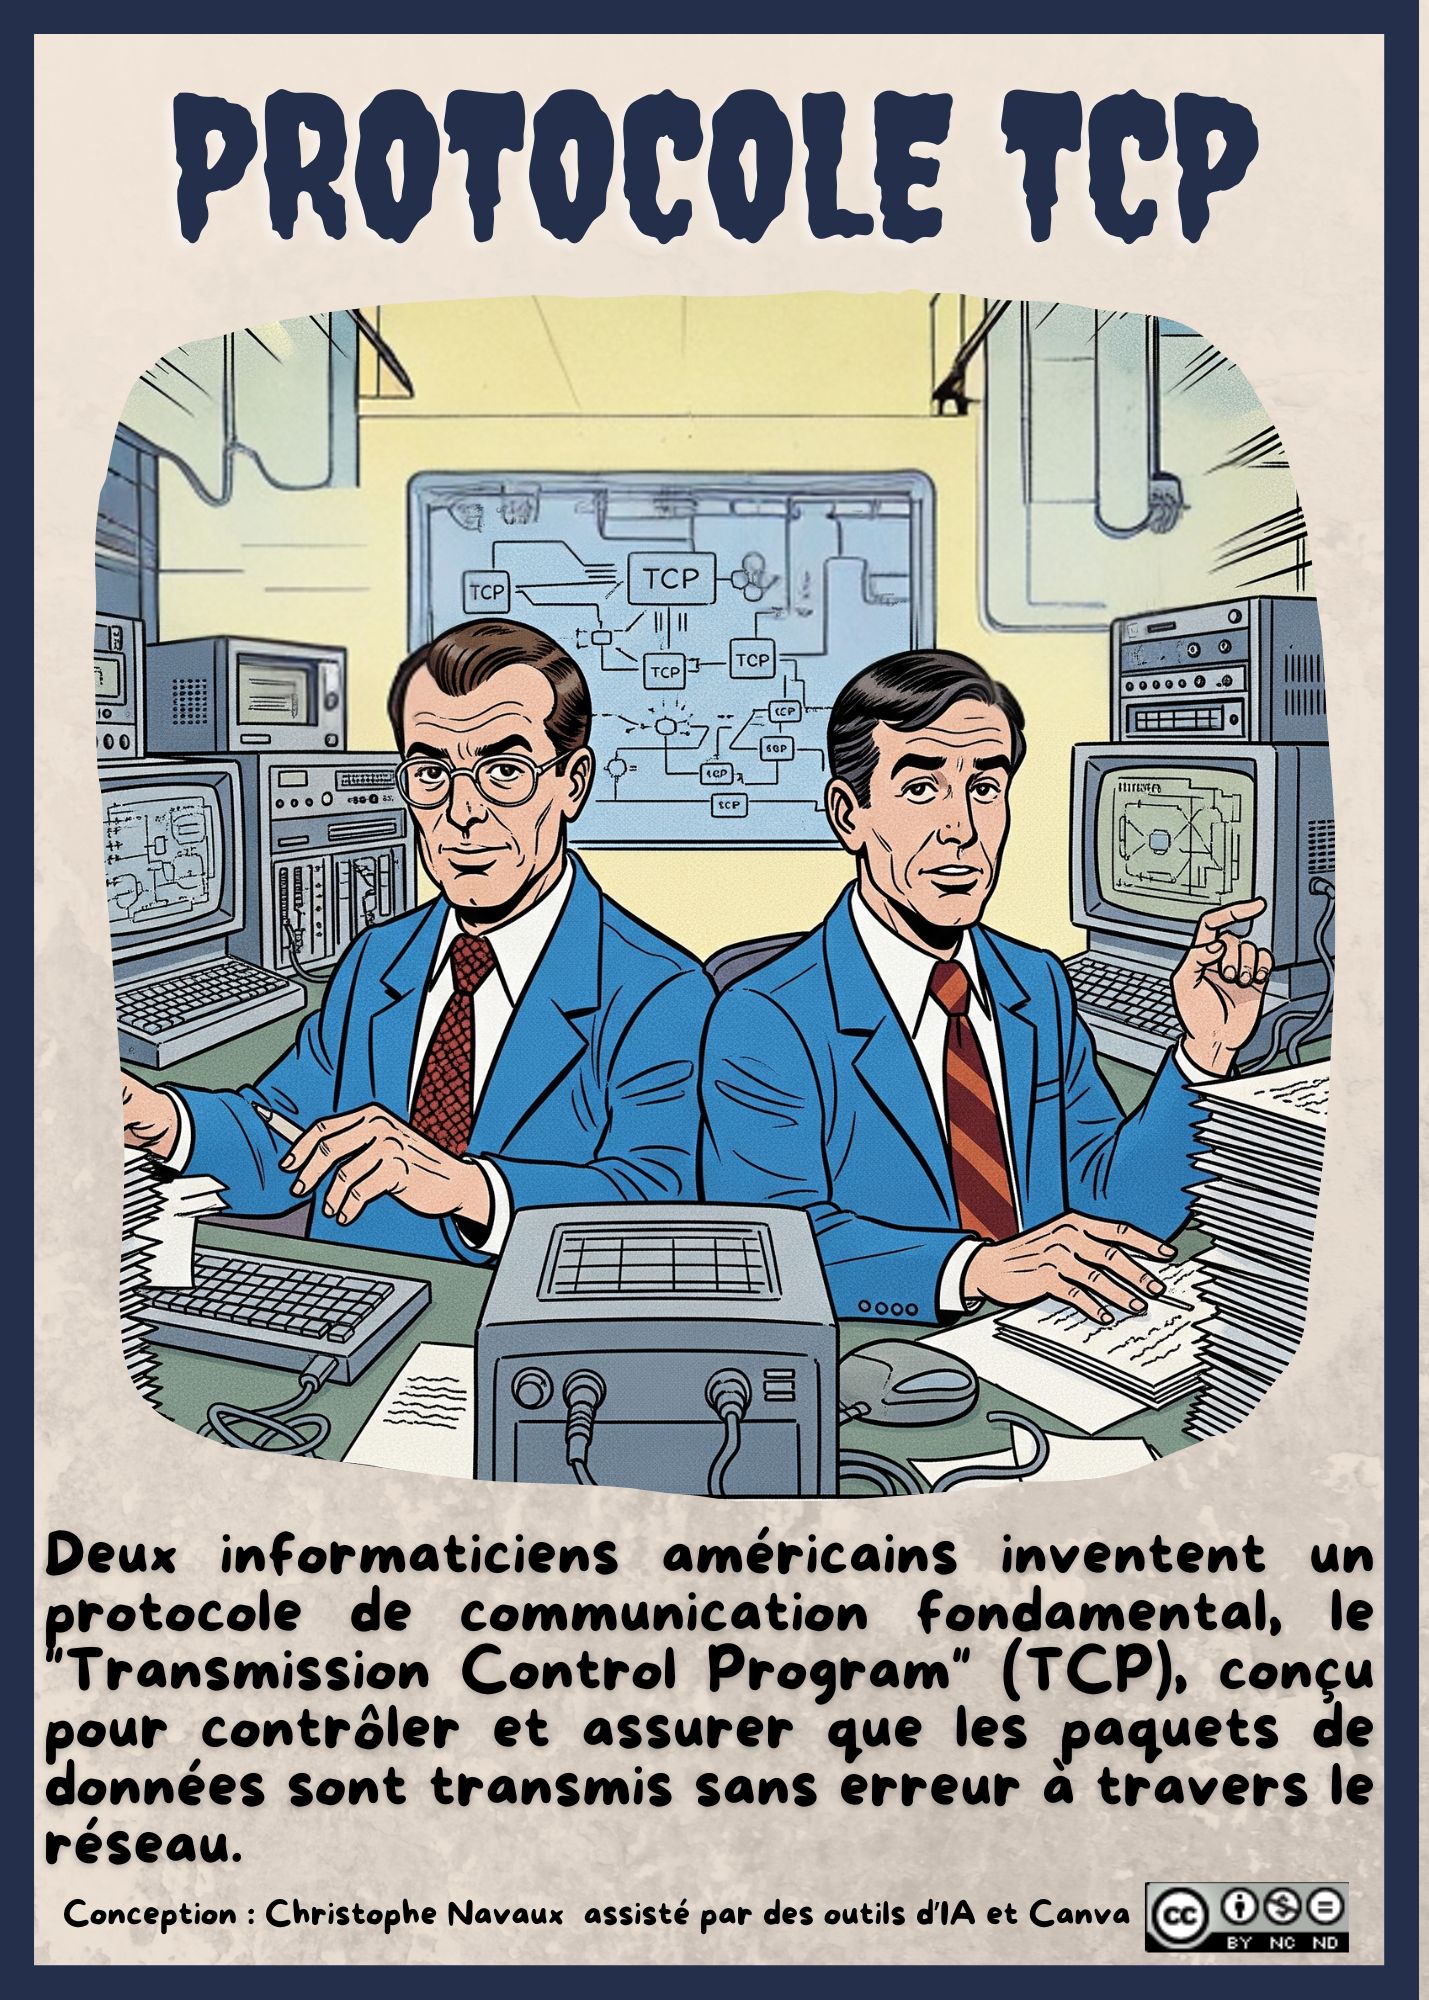 PROTOCOLE TCP
TCP
TCP
TCP
TCP
Deux informaticiens américains inventent un
protocole de communication fondamental, le
"Transmission Control Program" (TCP), conçu
pour contrôler et assurer que les paquets de
données sont transmis sans erreur à travers le
réseau.
Conception : Christophe Navaux assisté par des outils d'IA et Canva
cc
BY NC ND